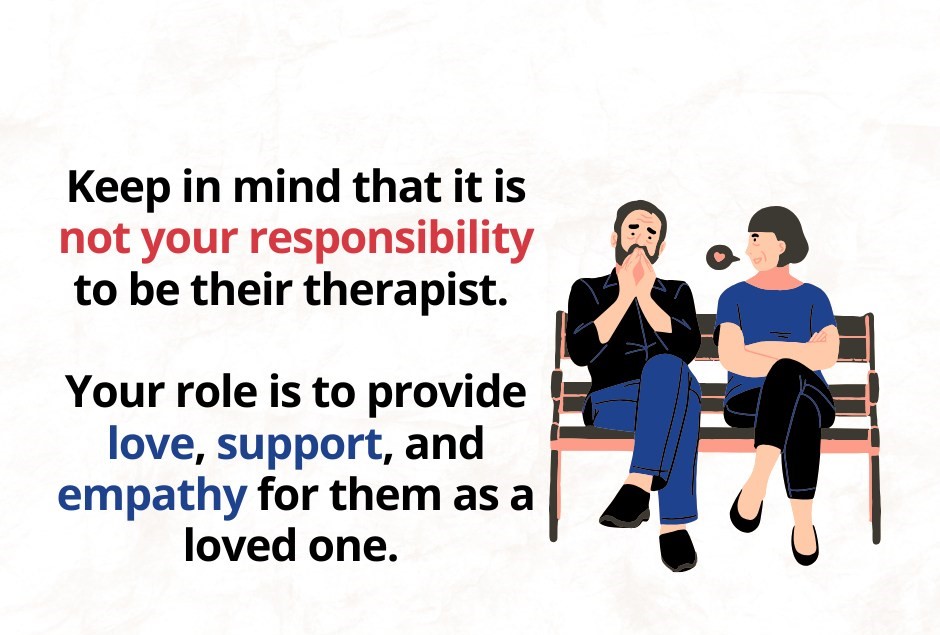 Keep in mind that it is
not your responsibility
to be their therapist.
Your role is to provide
love, support, and
empathy for them as a
loved one.